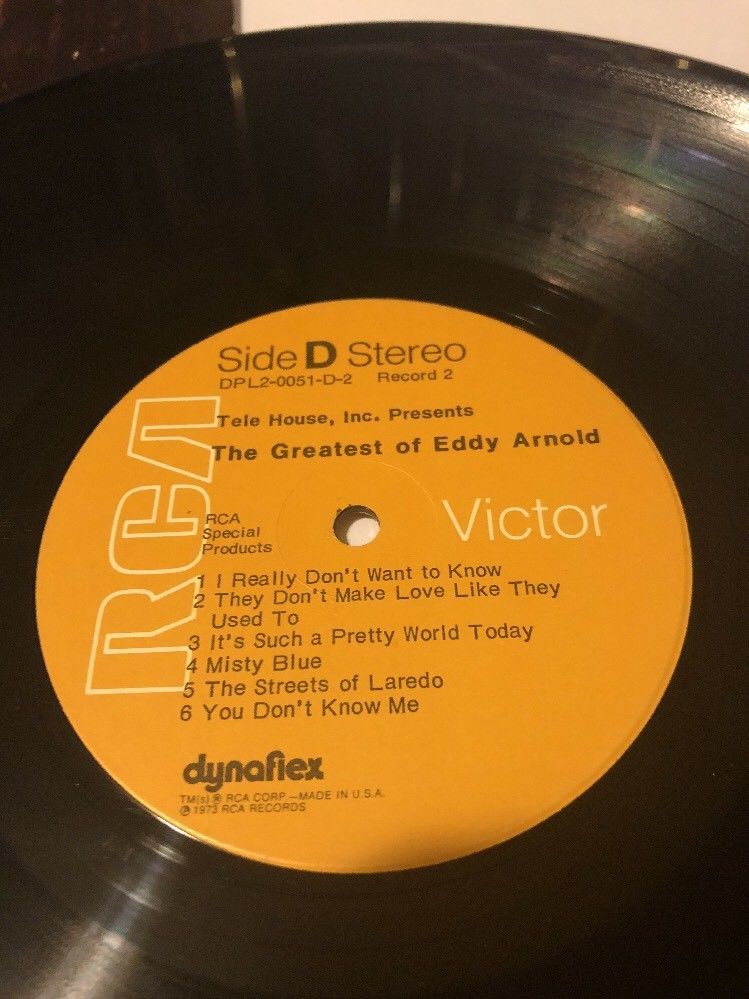 Side D Stereo
DPL2-0051-D-2 Record 2
Tele House, Inc. Presents
The Greatest of Eddy Arnold
RCA
Victor
RCA
Special
Products
1 I Really Don't Want to Know
2 They Don't Make Love Like They
Used To
3 It's Such a Pretty World Today
4 Misty Blue
5 The Streets of Laredo
6 You Don't Know Me
dynaflex
TM(s) ® RCA CORP.—MADE IN U.S.A.
℗ 1973 RCA RECORDS